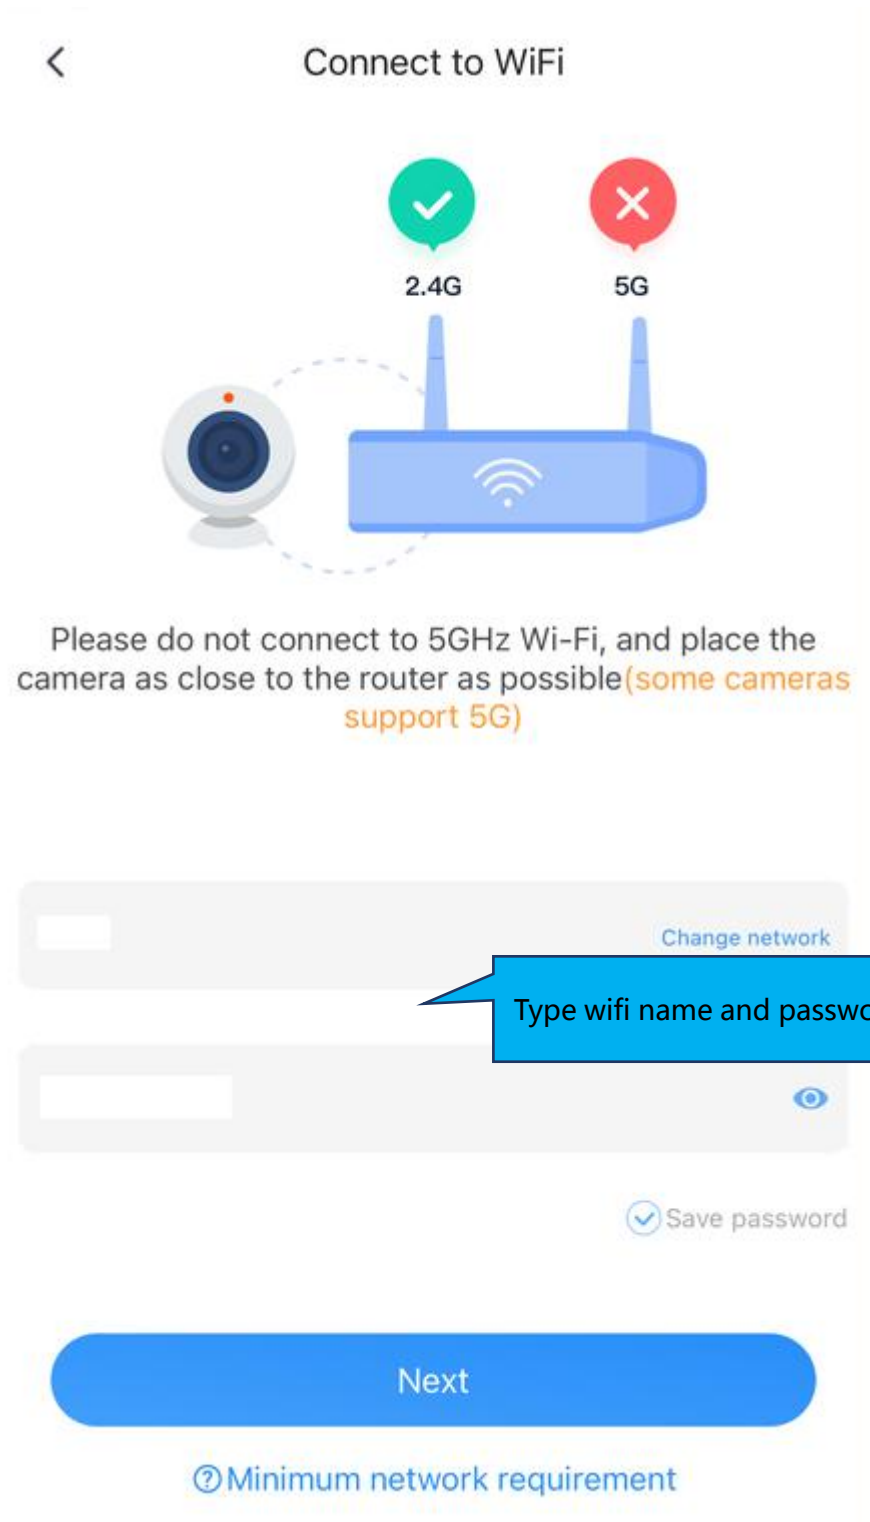 Connect to WiFi
2.4G
5G
Please do not connect to 5GHz Wi-Fi, and place the
camera as close to the router as possible(some cameras
support 5G)
Change network
Type wifi name and passwo
Save password
Next
Minimum network requirement